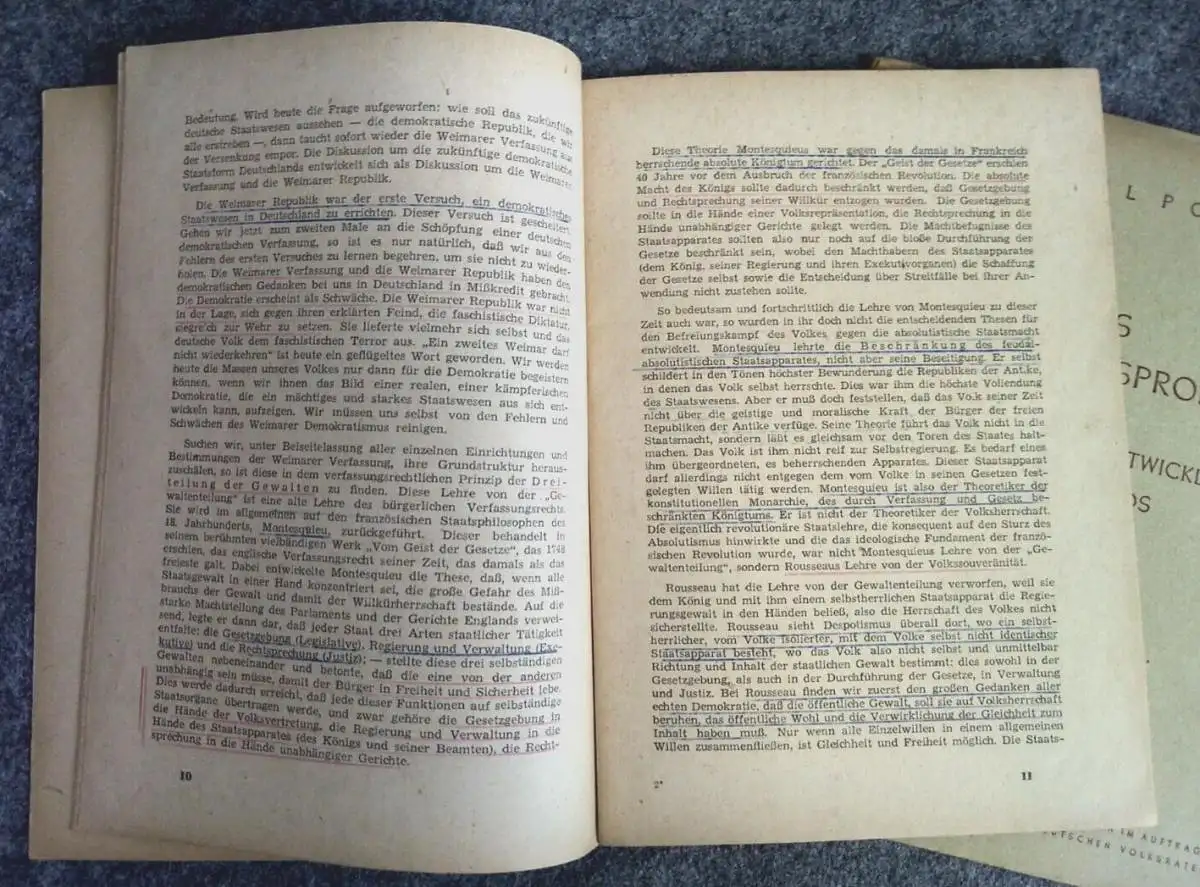 Bedeutung. Wird heute die Frage aufgeworfen: wie soll das zukünftige
deutsche Staatswesen aussehen — die demokratische Republik, die wir
alle erstreben —, dann taucht sofort wieder die Weimarer Verfassung aus
der Versenkung empor. Die Diskussion um die zukünftige demokratische
Staatsform Deutschlands entwickelt sich als Diskussion um die Weimarer
Verfassung und die Weimarer Republik.
Die Weimarer Republik war der erste Versuch, ein demokratisches
Staatswesen in Deutschland zu errichten. Dieser Versuch ist gescheitert.
Gehen wir jetzt zum zweiten Male an die Schöpfung einer deutschen
demokratischen Verfassung, so ist es nur natürlich, daß wir aus den
Fehlern des ersten Versuches zu lernen begehren, um sie nicht zu wieder-
holen. Die Weimarer Verfassung und die Weimarer Republik haben den
demokratischen Gedanken bei uns in Deutschland in Mißkredit gebracht.
Die Demokratie erscheint als Schwäche. Die Weimarer Republik war nicht
in der Lage, sich gegen ihren erklärten Feind, die faschistische Diktatur,
siegreich zur Wehr zu setzen. Sie lieferte vielmehr sich selbst und das
deutsche Volk dem faschistischen Terror aus. „Ein zweites Weimar darf
nicht wiederkehren" ist heute ein geflügeltes Wort geworden. Wir werden
heute die Massen unseres Volkes nur dann für die Demokratie begeistern
können, wenn wir ihnen das Bild einer realen, einer kämpferischen
Demokratie, die ein mächtiges und starkes Staatswesen aus sich ent-
wickeln kann, aufzeigen. Wir müssen uns selbst von den Fehlern und
Schwächen des Weimarer Demokratismus reinigen.
Suchen wir, unter Beiseitelassung aller einzelnen Einrichtungen und
Bestimmungen der Weimarer Verfassung, ihre Grundstruktur heraus-
zuschälen, so ist diese in dem verfassungsrechtlichen Prinzip der Drei-
teilung der Gewalten zu finden. Diese Lehre von der „Ge-
waltenteilung" ist eine alte Lehre des bürgerlichen Verfassungsrechts.
Sie wird im allgemeinen auf den französischen Staatsphilosophen des
18. Jahrhunderts, Montesquieu, zurückgeführt. Dieser behandelt in
seinem berühmten vielbändigen Werk „Vom Geist der Gesetze", das 1748
erschien, das englische Verfassungsrecht seiner Zeit, das damals als das
freieste galt. Dabei entwickelte Montesquieu die These, daß, wenn alle
Staatsgewalt in einer Hand konzentriert sei, die große Gefahr des Miß-
brauchs der Gewalt und damit der Willkürherrschaft bestände. Auf die
starke Machtstellung des Parlaments und der Gerichte Englands verwei-
send, legte er dann dar, daß jeder Staat drei Arten staatlicher Tätigkeit
entfalte: die Gesetzgebung (Legislative), Regierung und Verwaltung (Exe-
kutive) und die Rechtsprechung (Justiz); — stellte diese drei selbständigen
Gewalten nebeneinander und betonte, daß die eine von der anderen
unabhängig sein müsse, damit der Bürger in Freiheit und Sicherheit lebe.
Dies werde dadurch erreicht, daß jede dieser Funktionen auf selbständige
Staatsorgane übertragen werde, und zwar gehöre die Gesetzgebung in
die Hände der Volksvertretung, die Regierung und Verwaltung in die
Hände des Staatsapparates (des Königs und seiner Beamten), die Recht-
sprechung in die Hände unabhängiger Gerichte.
10
Diese Theorie Montesquieus war gegen das damals in Frankreich
herrschende absolute Königtum gerichtet. Der „Geist der Gesetze" erschien
40 Jahre vor dem Ausbruch der französischen Revolution. Die absolute
Macht des Königs sollte dadurch beschränkt werden, daß Gesetzgebung
und Rechtsprechung seiner Willkür entzogen wurden. Die Gesetzgebung
sollte in die Hände einer Volksrepräsentation, die Rechtsprechung in die
Hände unabhängiger Gerichte gelegt werden. Die Machtbefugnisse des
Staatsapparates sollten also nur noch auf die bloße Durchführung der
Gesetze beschränkt sein, wobei den Machthabern des Staatsapparates
(dem König, seiner Regierung und ihren Exekutivorganen) die Schaffung
der Gesetze selbst sowie die Entscheidung über Streitfälle bei ihrer An-
wendung nicht zustehen sollte.
So bedeutsam und fortschrittlich die Lehre von Montesquieu zu dieser
Zeit auch war, so wurden in ihr doch nicht die entscheidenden Thesen für
den Befreiungskampf des Volkes gegen die absolutistische Staatsmacht
entwickelt. Montesquieu lehrte die Beschränkung des feudal-
absolutistischen Staatsapparates, nicht aber seine Beseitigung. Er selbst
schildert in den Tönen höchster Bewunderung die Republiken der Antike,
in denen das Volk selbst herrschte. Dies war ihm die höchste Vollendung
des Staatswesens. Aber er muß doch feststellen, daß das Volk seiner Zeit
nicht über die geistige und moralische Kraft der Bürger der freien
Republiken der Antike verfüge. Seine Theorie führt das Volk nicht in die
Staatsmacht, sondern läßt es gleichsam vor den Toren des Staates halt-
machen. Das Volk ist ihm nicht reif zur Selbstregierung. Es bedarf eines
ihm übergeordneten, es beherrschenden Apparates. Dieser Staatsapparat
darf allerdings nicht entgegen dem vom Volke in seinen Gesetzen fest-
gelegten Willen tätig werden. Montesquieu ist also der Theoretiker der
konstitutionellen Monarchie, des durch Verfassung und Gesetz be-
schränkten Königtums. Er ist nicht der Theoretiker der Volksherrschaft.
Die eigentlich revolutionäre Staatslehre, die konsequent auf den Sturz des
Absolutismus hinwirkte und die das ideologische Fundament der franzö-
sischen Revolution wurde, war nicht Montesquieus Lehre von der „Ge-
waltenteilung", sondern Rousseaus Lehre von der Volkssouveränität.
Rousseau hat die Lehre von der Gewaltenteilung verworfen, weil sie
dem König und mit ihm einem selbstherrlichen Staatsapparat die Regie-
rungsgewalt in den Händen beließ, also die Herrschaft des Volkes nicht
sicherstellte. Rousseau sieht Despotismus überall dort, wo ein selbst-
herrlicher, vom Volke isolierter, mit dem Volke selbst nicht identischer
Staatsapparat besteht, wo das Volk also nicht selbst und unmittelbar
Richtung und Inhalt der staatlichen Gewalt bestimmt: dies sowohl in der
Gesetzgebung, als auch in der Durchführung der Gesetze, in Verwaltung
und Justiz. Bei Rousseau finden wir zuerst den großen Gedanken aller
echten Demokratie, daß die öffentliche Gewalt, soll sie auf Volksherrschaft
beruhen, das öffentliche Wohl und die Verwirklichung der Gleichheit zum
Inhalt haben muß. Nur wenn alle Einzelwillen in einem allgemeinen
Willen zusammenfließen, ist Gleichheit und Freiheit möglich. Die Staats-
2*
11
L P O
S
SPRO
TWICKL
DS
IM AUFTRAG
TSCHEN VOLKSRATE